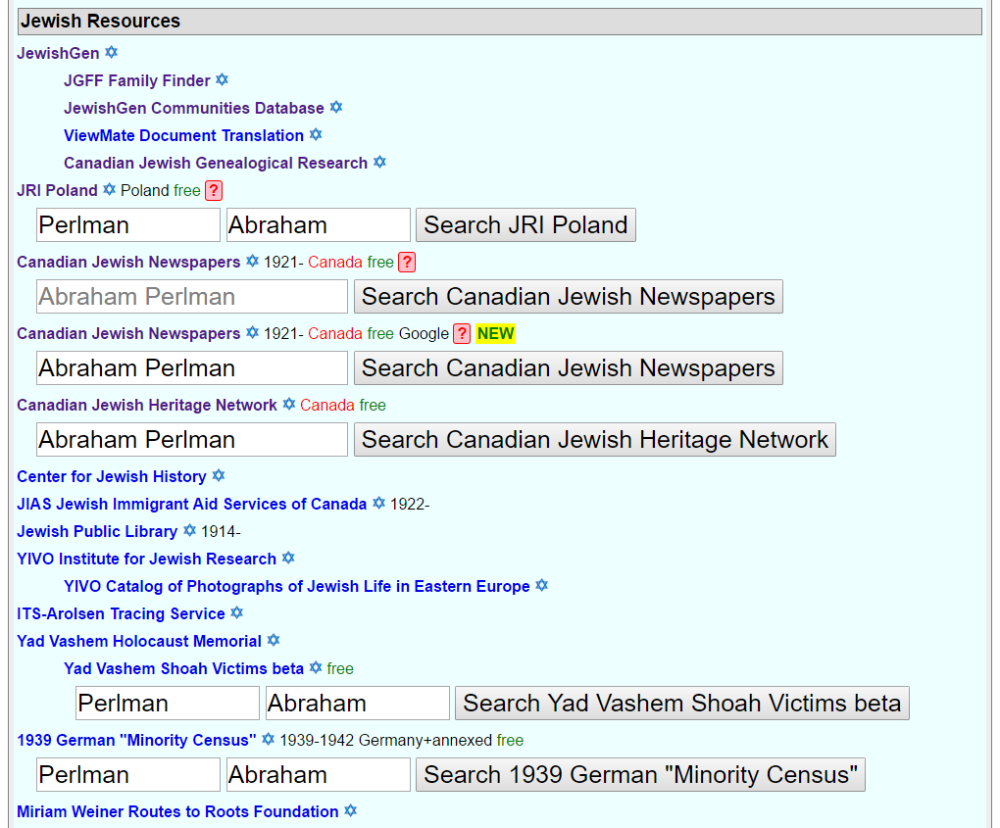 Jewish Resources
JewishGen ✡
JGFF Family Finder ✡
JewishGen Communities Database ✡
ViewMate Document Translation ✡
Canadian Jewish Genealogical Research ✡
JRI Poland ✡ Poland free ?
Perlman Abraham Search JRI Poland
Canadian Jewish Newspapers ✡ 1921- Canada free ?
Abraham Perlman Search Canadian Jewish Newspapers
Canadian Jewish Newspapers ✡ 1921- Canada free Google ? NEW
Abraham Perlman Search Canadian Jewish Newspapers
Canadian Jewish Heritage Network ✡ Canada free
Abraham Perlman Search Canadian Jewish Heritage Network
Center for Jewish History ✡
JIAS Jewish Immigrant Aid Services of Canada ✡ 1922-
Jewish Public Library ✡ 1914-
YIVO Institute for Jewish Research ✡
YIVO Catalog of Photographs of Jewish Life in Eastern Europe ✡
ITS-Arolsen Tracing Service ✡
Yad Vashem Holocaust Memorial ✡
Yad Vashem Shoah Victims beta ✡ free
Perlman Abraham Search Yad Vashem Shoah Victims beta
1939 German "Minority Census" ✡ 1939-1942 Germany+annexed free
Perlman Abraham Search 1939 German "Minority Census"
Miriam Weiner Routes to Roots Foundation ✡